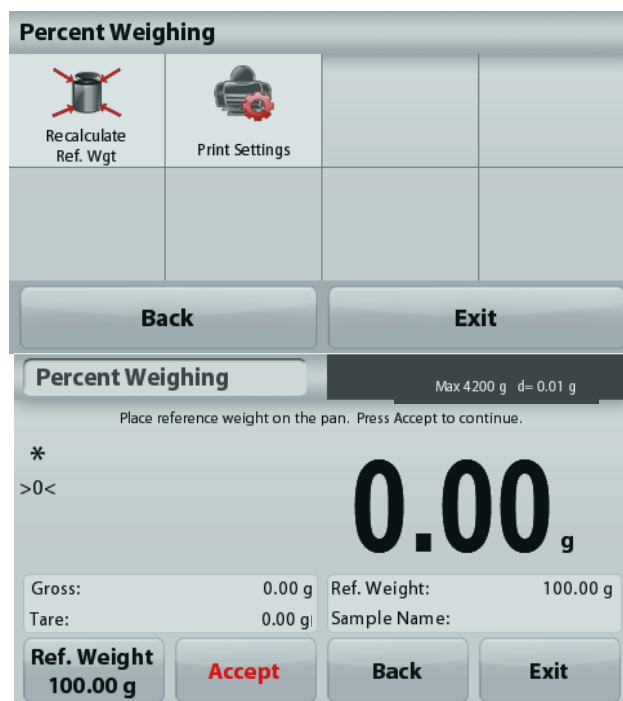 Percent Weighing
Recalculate
Ref. Wgt
Print Settings
Back
Exit
Percent Weighing
Max 4200 g d= 0.01 g
Place reference weight on the pan. Press Accept to continue.
*
>0<
0.00 g
Gross: 0.00 g
Tare: 0.00 g
Ref. Weight: 100.00 g
Sample Name:
Ref. Weight
100.00 g
Accept
Back
Exit